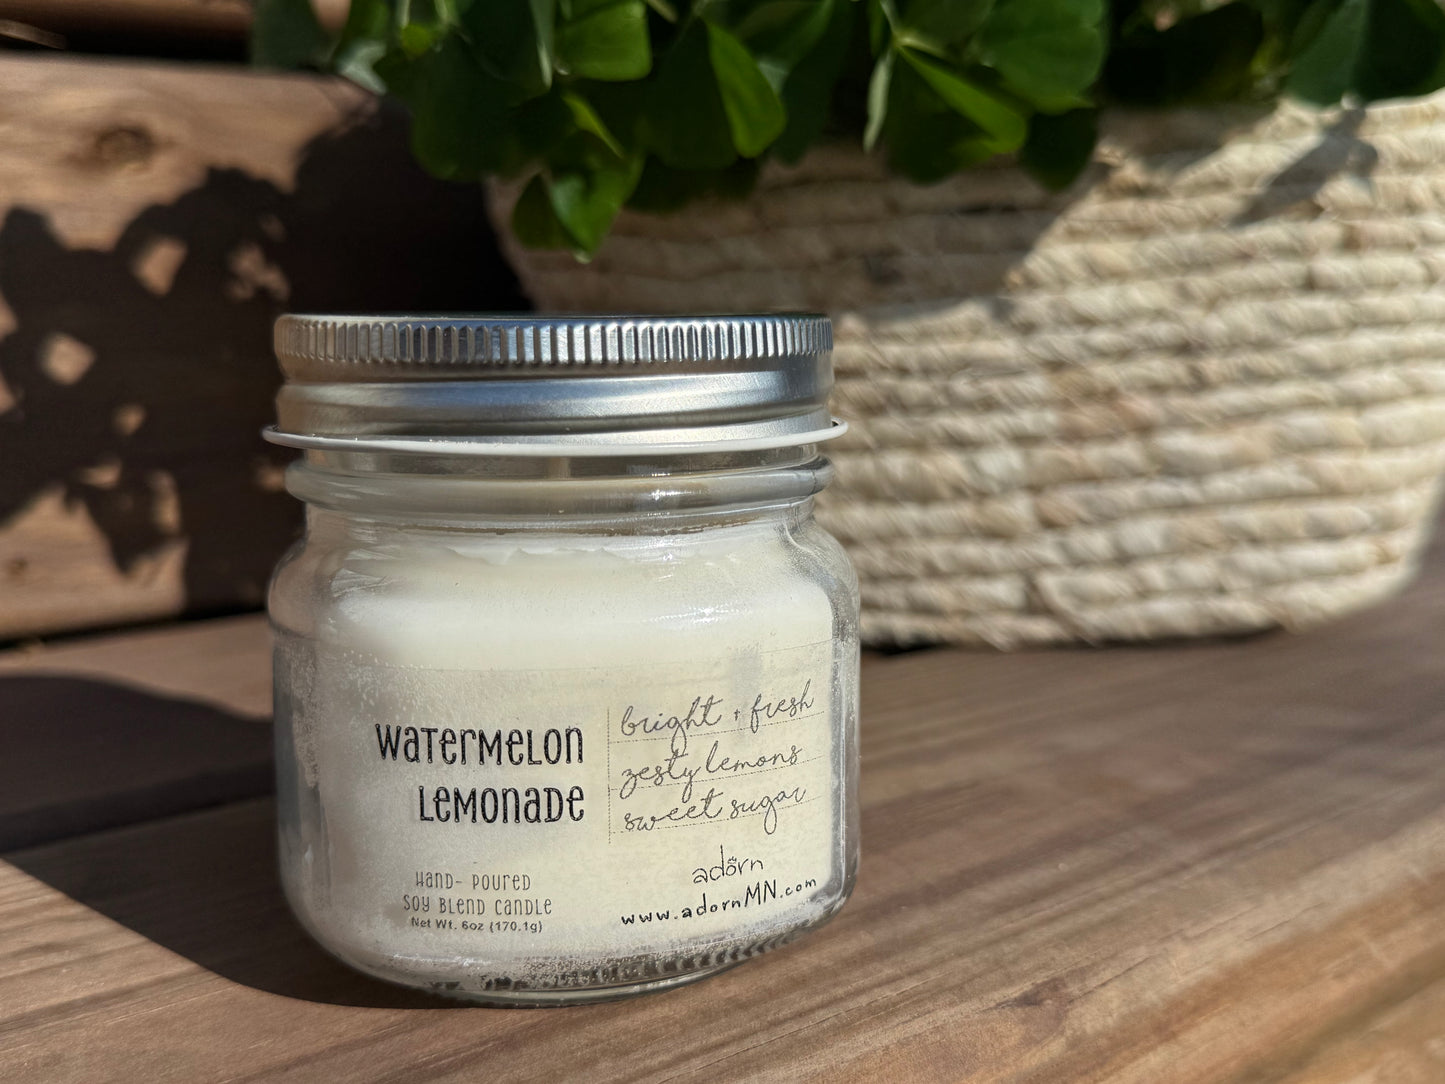 WATERMELON
LEMONADE
HAND- POURED
SOY BLEND CANDLE
Net Wt. 6oz (170.1g)
bright + fresh
zesty lemons
sweet sugar
adorn
www.adornMN.com